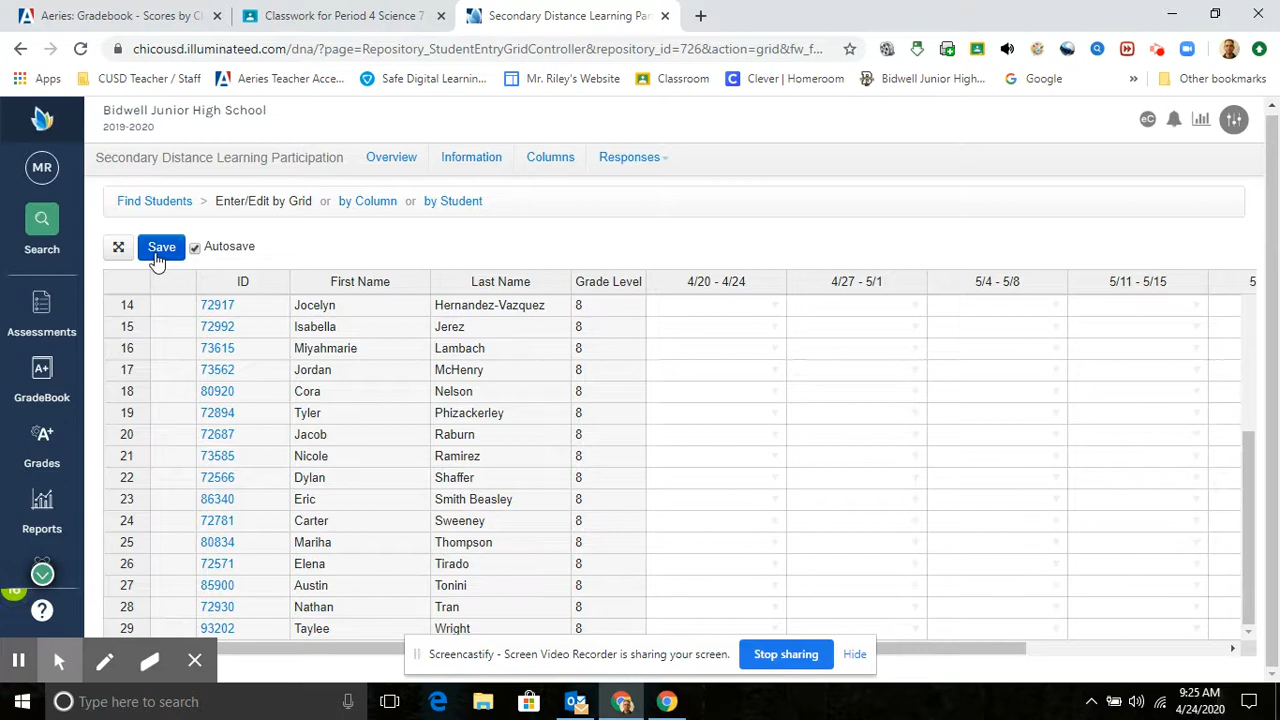 Aeries: Gradebook - Scores by C
Classwork for Period 4 Science 7
Secondary Distance Learning Par
chicousd.illuminateed.com/dna/?page=Repository_StudentEntryGridController&repository_id=726&action=grid&fw_f...
Apps CUSD Teacher / Staff Aeries Teacher Acce... Safe Digital Learnin... Mr. Riley's Website Classroom Clever | Homeroom Bidwell Junior High... Google » Other bookmarks
Bidwell Junior High School
2019-2020
eC
MR
Secondary Distance Learning Participation Overview Information Columns Responses
Find Students > Enter/Edit by Grid or by Column or by Student
Search
Save Autosave
ID First Name Last Name Grade Level 4/20 - 4/24 4/27 - 5/1 5/4 - 5/8 5/11 - 5/15 5
14 72917 Jocelyn Hernandez-Vazquez 8
15 72992 Isabella Jerez 8
16 73615 Miyahmarie Lambach 8
17 73562 Jordan McHenry 8
18 80920 Cora Nelson 8
19 72894 Tyler Phizackerley 8
20 72687 Jacob Raburn 8
21 73585 Nicole Ramirez 8
22 72566 Dylan Shaffer 8
23 86340 Eric Smith Beasley 8
24 72781 Carter Sweeney 8
25 80834 Mariha Thompson 8
26 72571 Elena Tirado 8
27 85900 Austin Tonini 8
28 72930 Nathan Tran 8
29 93202 Taylee Wright 8
Assessments
A+
GradeBook
A+
Grades
Reports
?
Screencastify - Screen Video Recorder is sharing your screen. Stop sharing Hide
Type here to search
9:25 AM
4/24/2020